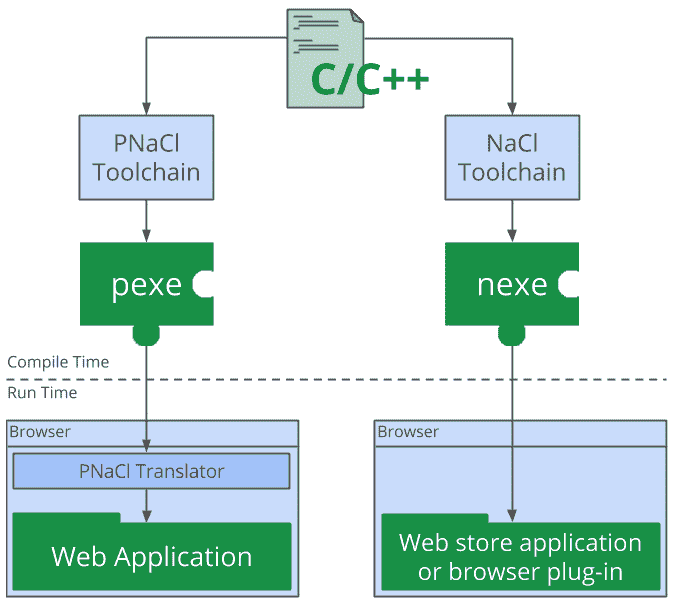 C/C++
PNaCl
Toolchain
NaCl
Toolchain
pexe
nexe
Compile Time
Run Time
Browser
Browser
PNaCl Translator
Web Application
Web store application
or browser plug-in